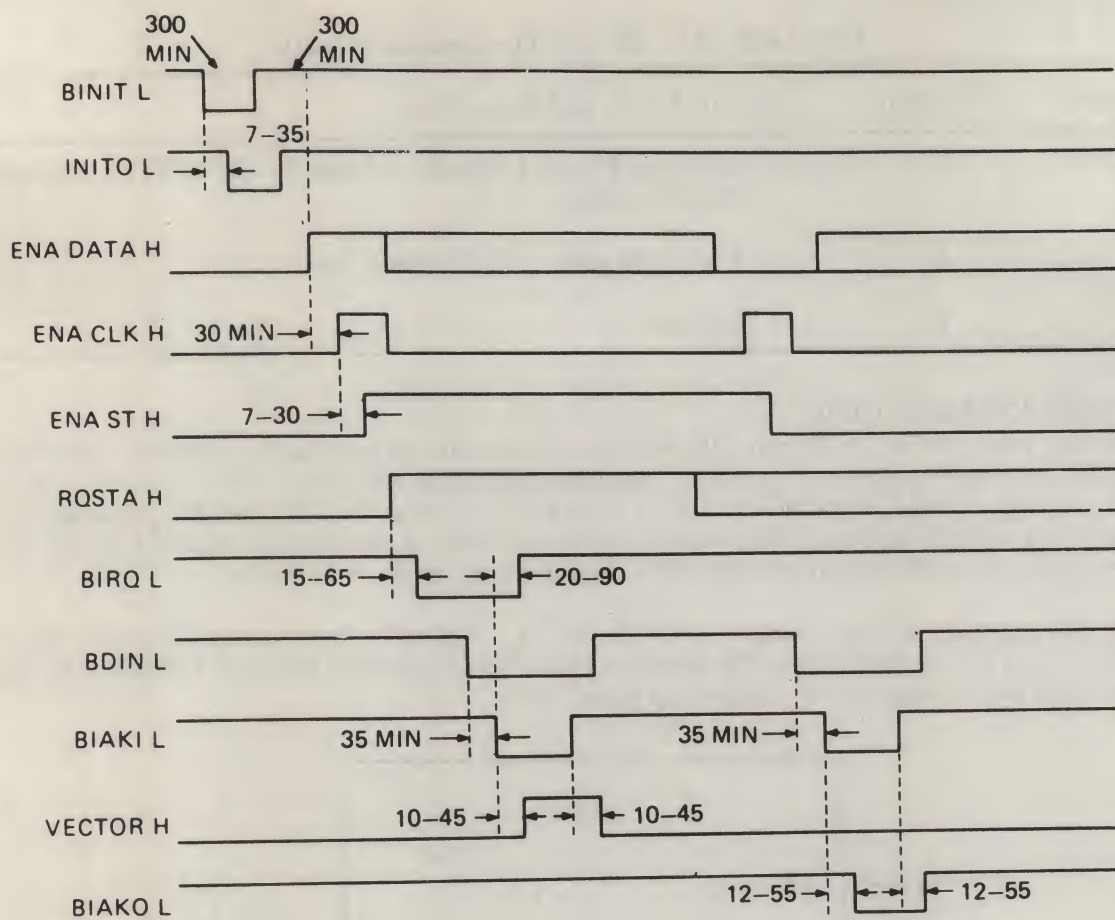 300
MIN
300
MIN
BINIT L
7–35
INITO L
ENA DATA H
ENA CLK H
30 MIN
ENA ST H
7–30
RQSTA H
BIRQ L
15–65
20–90
BDIN L
BIAKI L
35 MIN
35 MIN
VECTOR H
10–45
10–45
BIAKO L
12–55
12–55